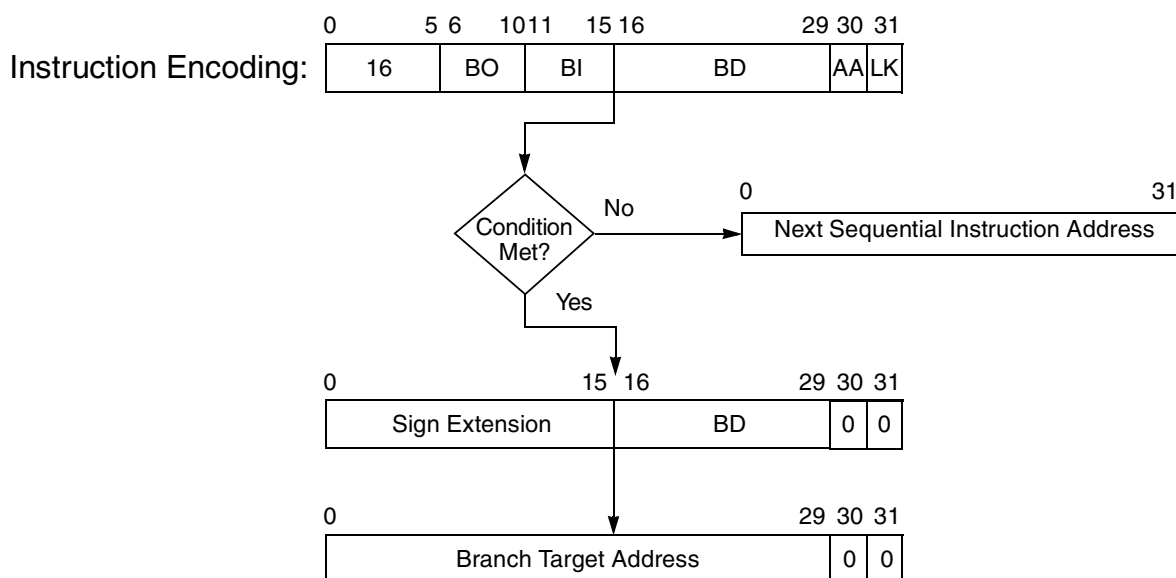 0 5 6 10 11 15 16 29 30 31
Instruction Encoding: 16 BO BI BD AA LK
Condition Met?
No
0 31
Next Sequential Instruction Address
Yes
0 15 16 29 30 31
Sign Extension BD 0 0
0 29 30 31
Branch Target Address 0 0